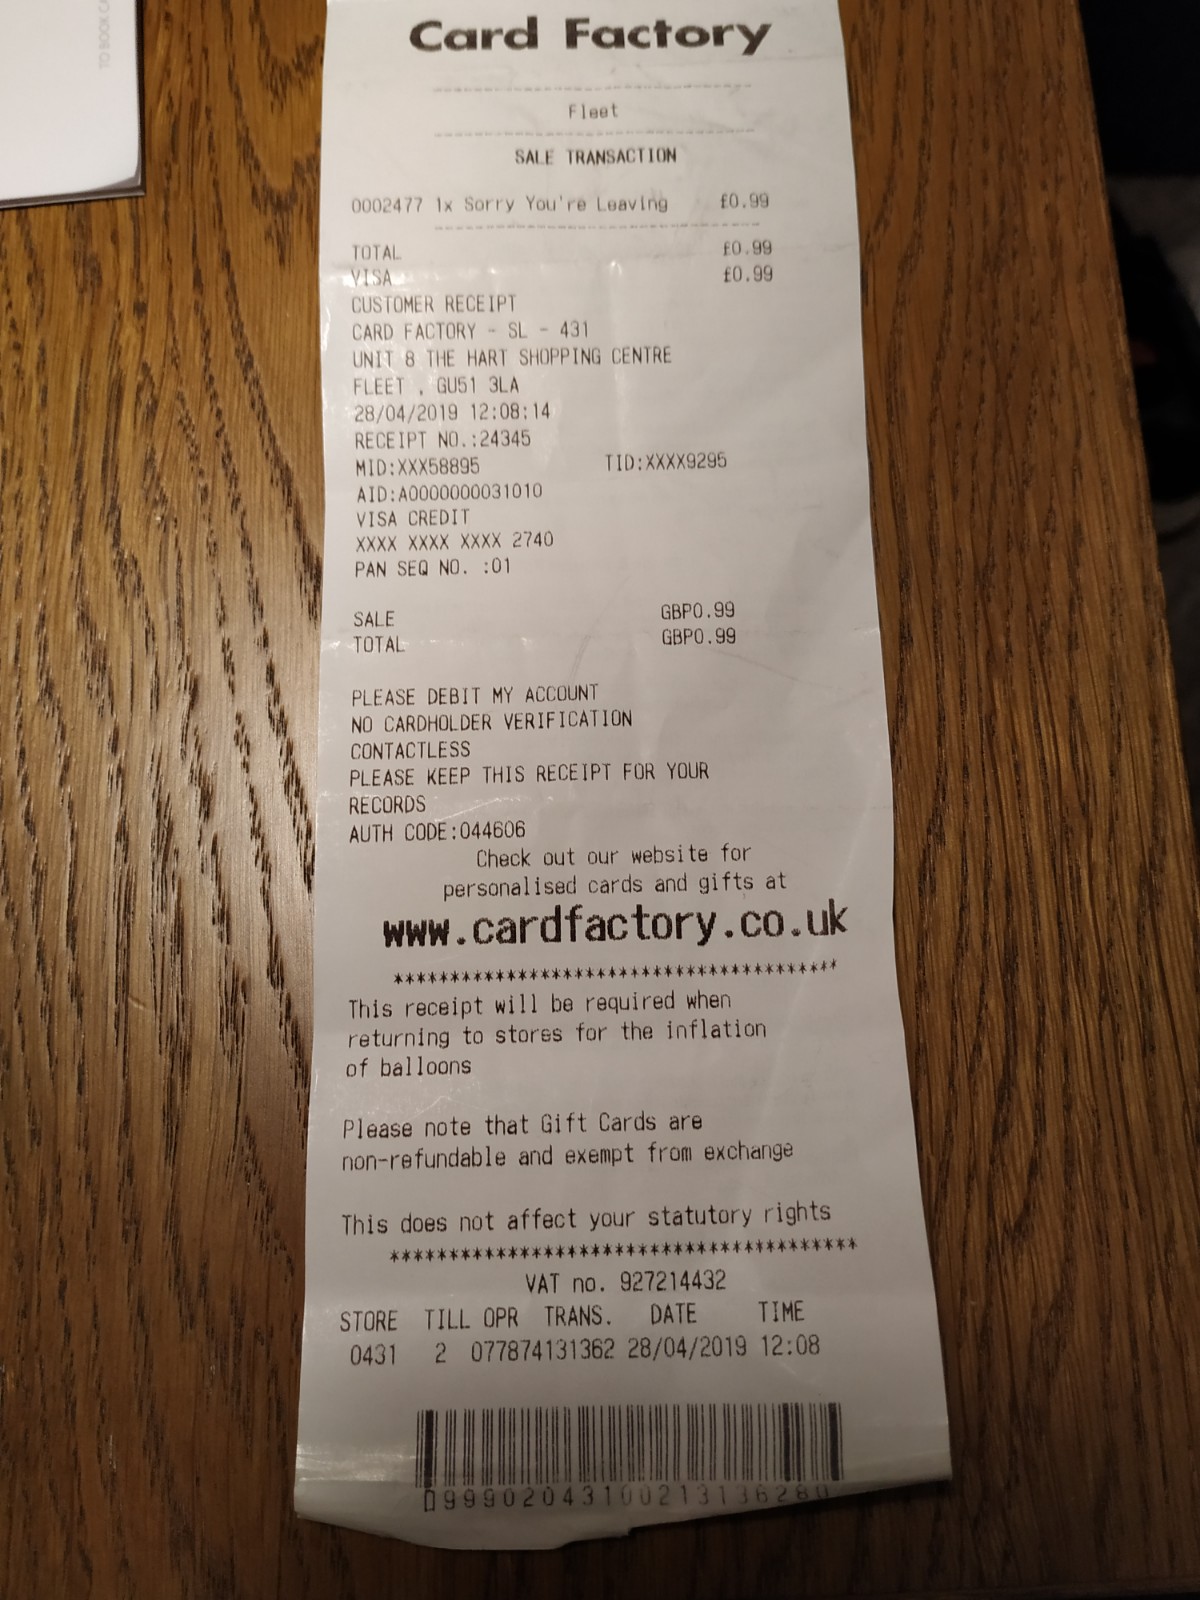 TO BOOK CA
Card Factory
Fleet
SALE TRANSACTION
0002477 1x Sorry You're Leaving £0.99
TOTAL £0.99
VISA £0.99
CUSTOMER RECEIPT
CARD FACTORY - SL - 431
UNIT 8 THE HART SHOPPING CENTRE
FLEET , GU51 3LA
28/04/2019 12:08:14
RECEIPT NO.:24345
MID:XXX58895 TID:XXXX9295
AID:A0000000031010
VISA CREDIT
XXXX XXXX XXXX 2740
PAN SEQ NO. :01
SALE GBP0.99
TOTAL GBP0.99
PLEASE DEBIT MY ACCOUNT
NO CARDHOLDER VERIFICATION
CONTACTLESS
PLEASE KEEP THIS RECEIPT FOR YOUR
RECORDS
AUTH CODE:044606
Check out our website for
personalised cards and gifts at
www.cardfactory.co.uk
****************************************
This receipt will be required when
returning to stores for the inflation
of balloons
Please note that Gift Cards are
non-refundable and exempt from exchange
This does not affect your statutory rights
****************************************
VAT no. 927214432
STORE TILL OPR TRANS. DATE TIME
0431 2 077874131362 28/04/2019 12:08